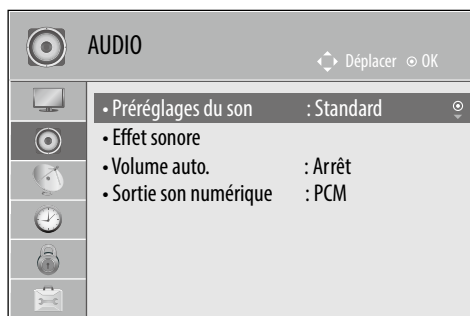 AUDIO
Déplacer OK
• Préréglages du son : Standard
• Effet sonore
• Volume auto. : Arrêt
• Sortie son numérique : PCM